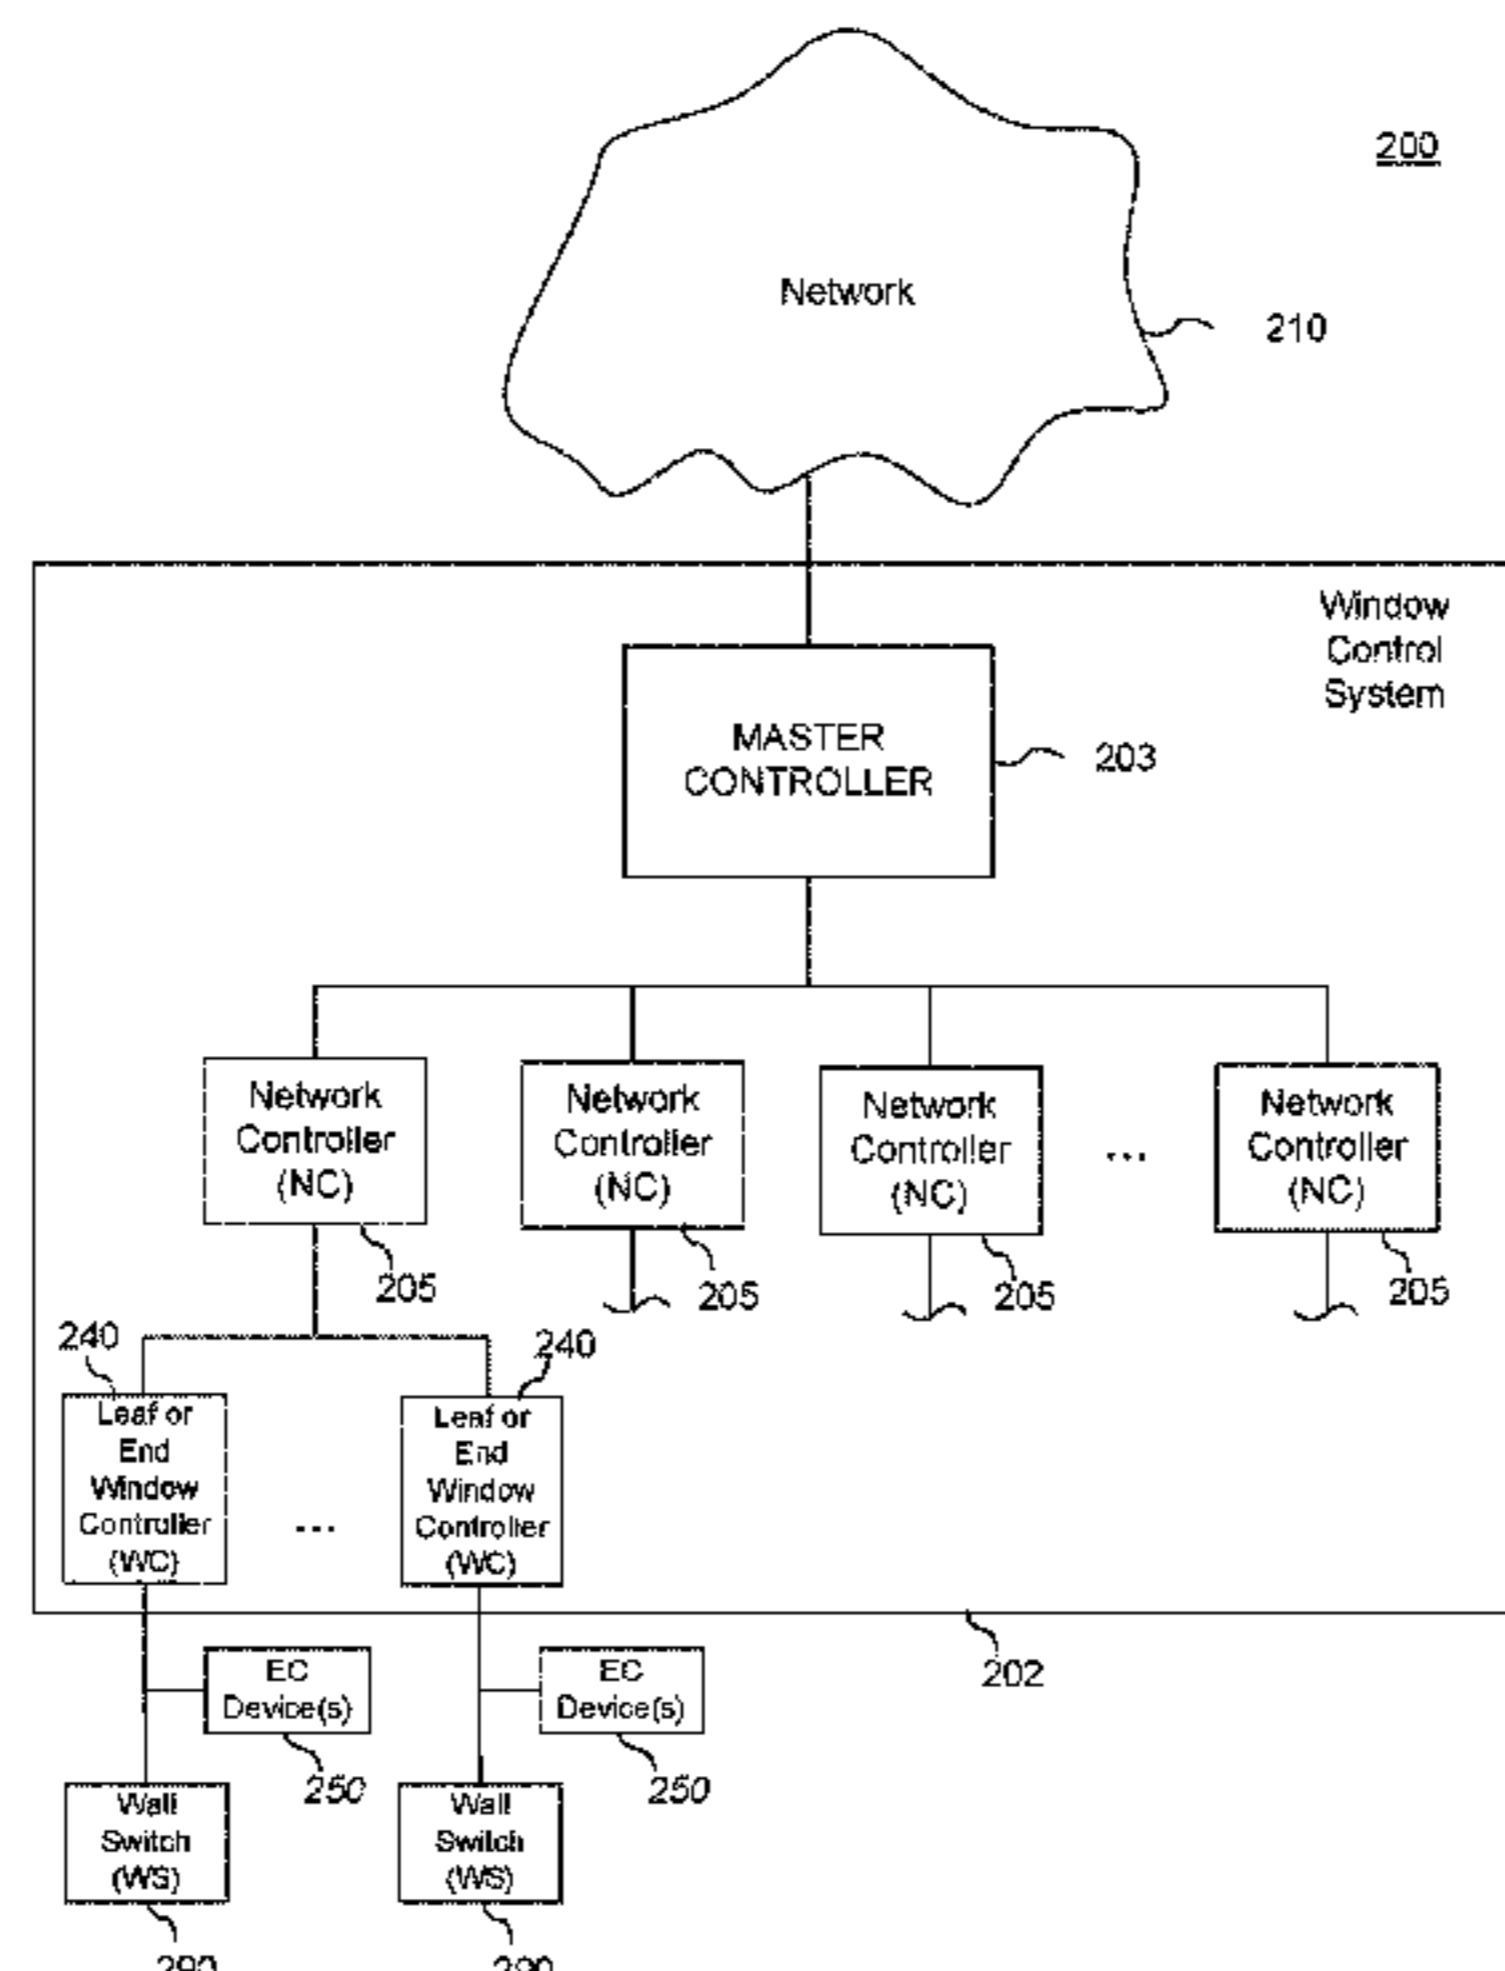 200
Network
210
Window
Control
System
MASTER
CONTROLLER
203
Network
Controller
(NC)
Network
Controller
(NC)
Network
Controller
(NC)
...
Network
Controller
(NC)
205
205
205
205
240
240
Leaf or
End
Window
Controller
(WC)
...
Leaf or
End
Window
Controller
(WC)
202
EC
Device(s)
EC
Device(s)
250
250
Wall
Switch
(WS)
Wall
Switch
(WS)
290
290